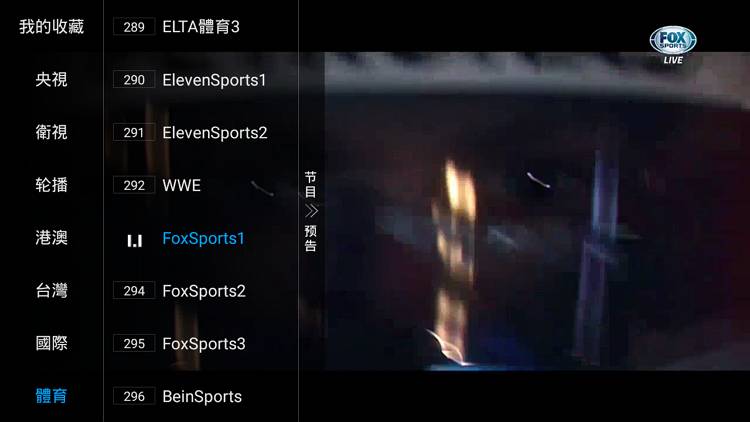 我的收藏
央視
衛視
轮播
港澳
台灣
國際
體育
289 ELTA體育3
290 ElevenSports1
291 ElevenSports2
292 WWE
FoxSports1
294 FoxSports2
295 FoxSports3
296 BeinSports
节目
预告
FOX
SPORTS
LIVE